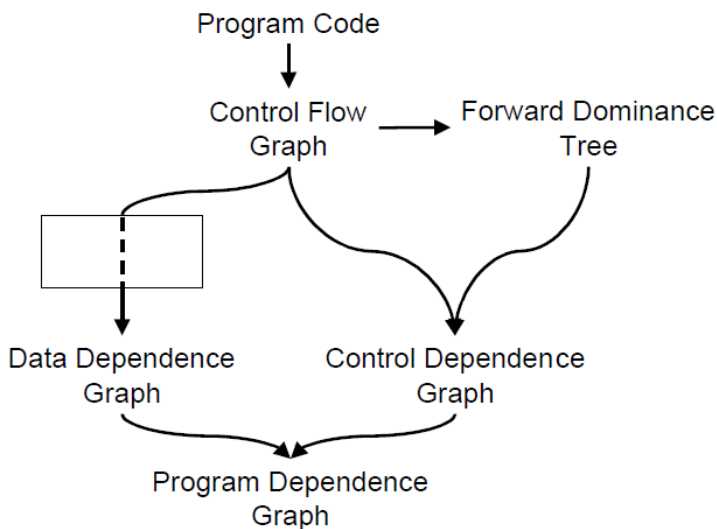 Program Code
Control Flow
Graph
Forward Dominance
Tree
Data Dependence
Graph
Control Dependence
Graph
Program Dependence
Graph